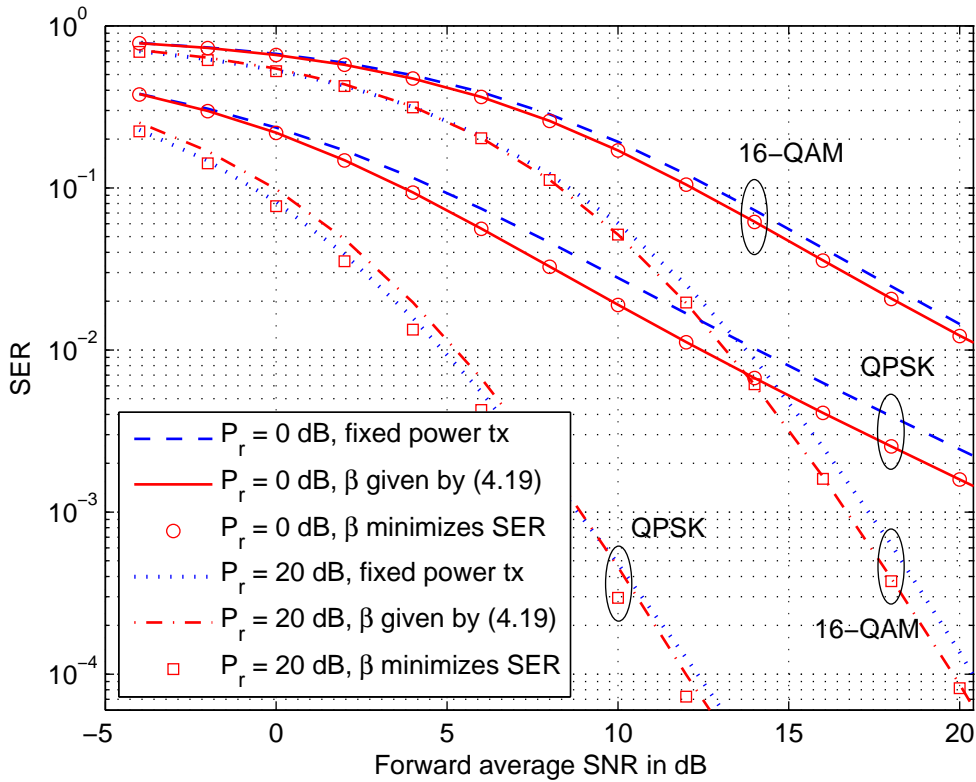 10^0
10^-1
10^-2
10^-3
10^-4
SER
16-QAM
QPSK
QPSK
16-QAM
P_r = 0 dB, fixed power tx
P_r = 0 dB, β given by (4.19)
P_r = 0 dB, β minimizes SER
P_r = 20 dB, fixed power tx
P_r = 20 dB, β given by (4.19)
P_r = 20 dB, β minimizes SER
-5 0 5 10 15 20
Forward average SNR in dB